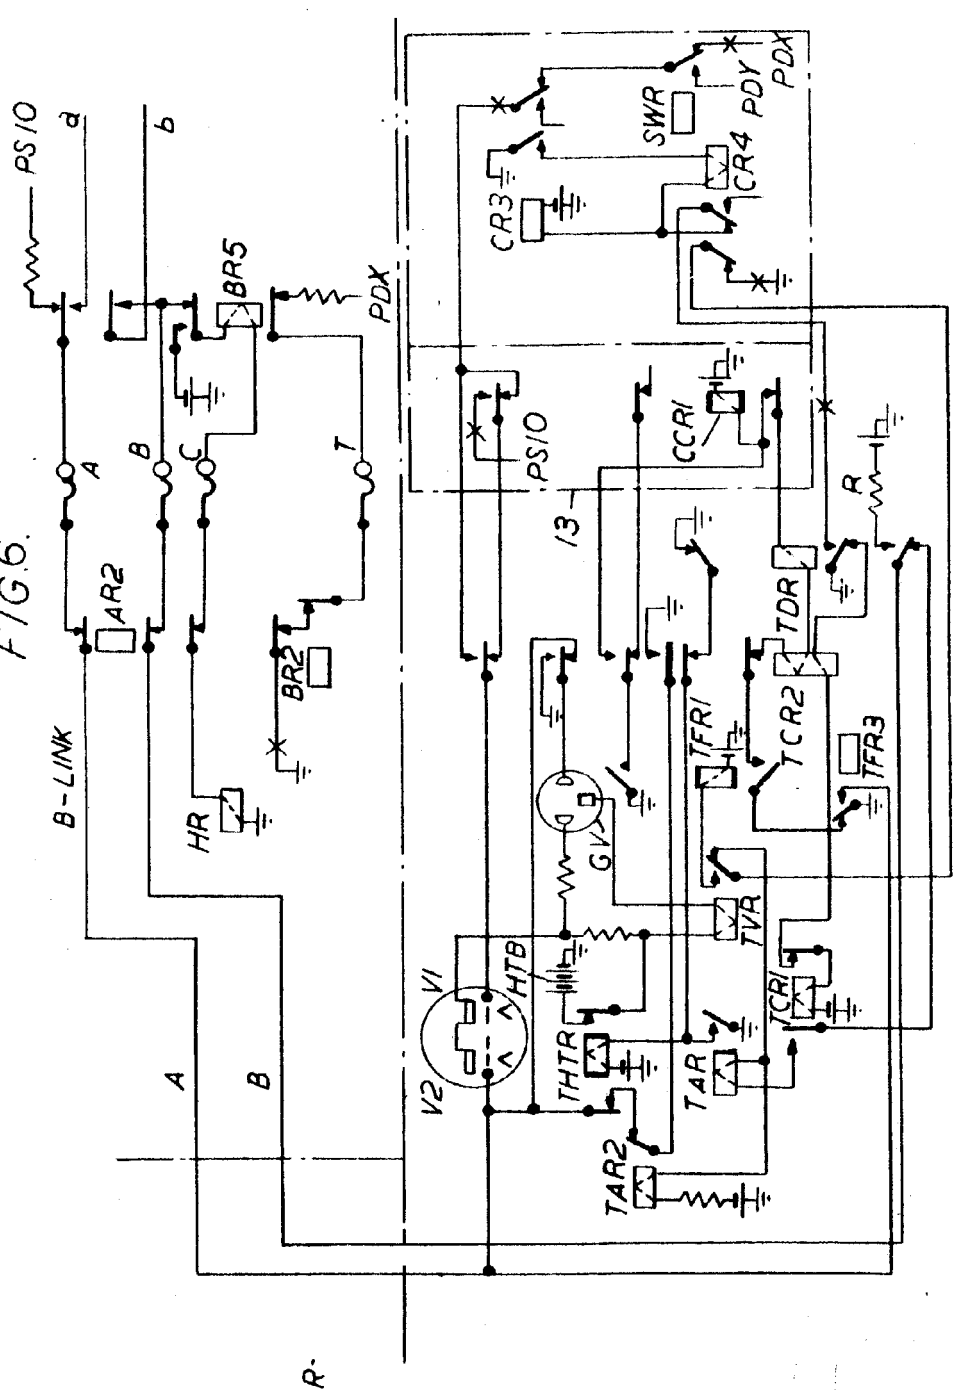 FIG.6.
PS10
a
b
A
AR2
B-LINK
B
C
BR5
HR
BR2
T
PDX
A
B
R.
PDX
PDY
SWR
CR3
CR4
PS10
CCR1
13
R
TDR
TCR2
TFR1
TFR3
GV
TVR
V1
V2
HTB
THTR
TAR
TCR1
TAR2